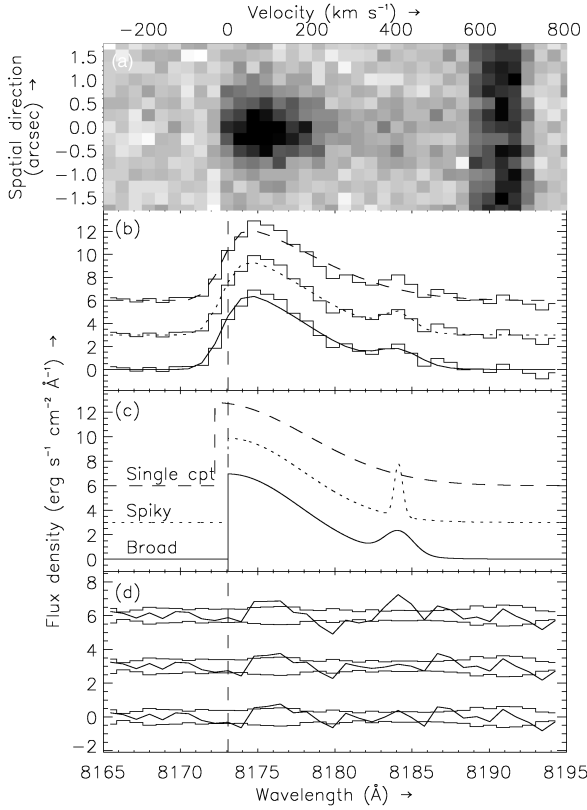 Velocity (km s⁻¹) →
−200 0 200 400 600 800
(a)
Spatial direction → (arcsec)
1.5
1.0
0.5
0.0
−0.5
−1.0
−1.5
(b)
12
10
8
6
4
2
0
Flux density (erg s⁻¹ cm⁻² Å⁻¹) →
(c)
12
10
8
6
4
2
0
Single cpt
Spiky
Broad
(d)
8
6
4
2
0
−2
8165 8170 8175 8180 8185 8190 8195
Wavelength (Å) →